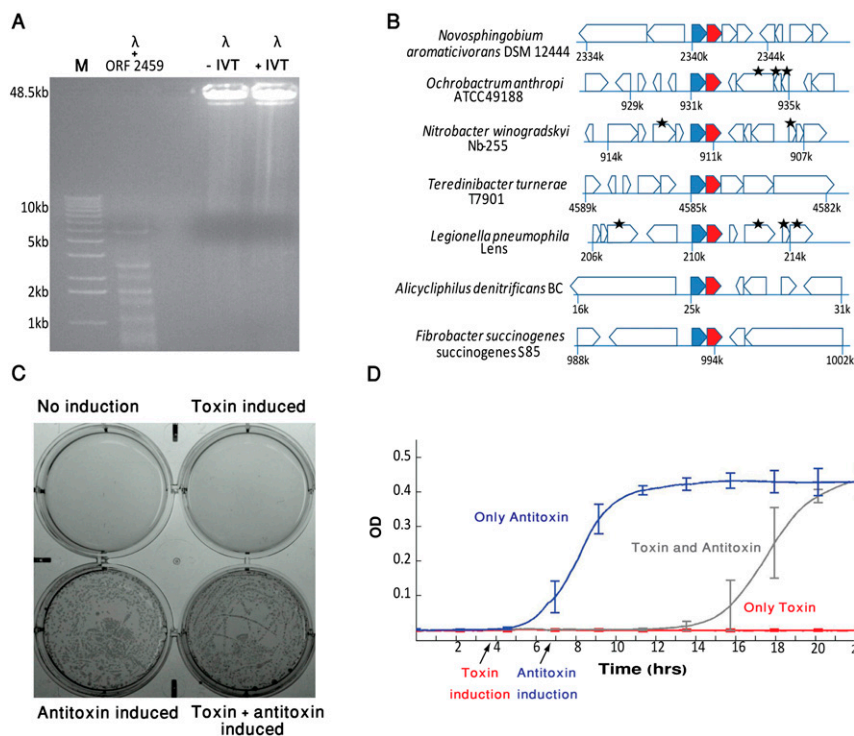 A
λ
+
ORF 2459
λ
- IVT
λ
+ IVT
M
48.5kb
10kb
5kb
2kb
1kb
B
Novosphingobium
aromaticivorans DSM 12444
2334k 2340k 2344k
Ochrobactrum anthropi
ATCC49188
929k 931k 935k
Nitrobacter winogradskyi
Nb-255
914k 911k 907k
Teredinibacter turnerae
T7901
4589k 4585k 4582k
Legionella pneumophila
Lens
206k 210k 214k
Alicycliphilus denitrificans BC
16k 25k 31k
Fibrobacter succinogenes
succinogenes S85
988k 994k 1002k
C
No induction
Toxin induced
Antitoxin induced
Toxin + antitoxin
induced
D
OD
0.5
0.4
0.3
0.2
0.1
Only Antitoxin
Toxin and Antitoxin
Only Toxin
2 4 6 8 10 12 14 16 18 20 22
Time (hrs)
Toxin
induction
Antitoxin
induction